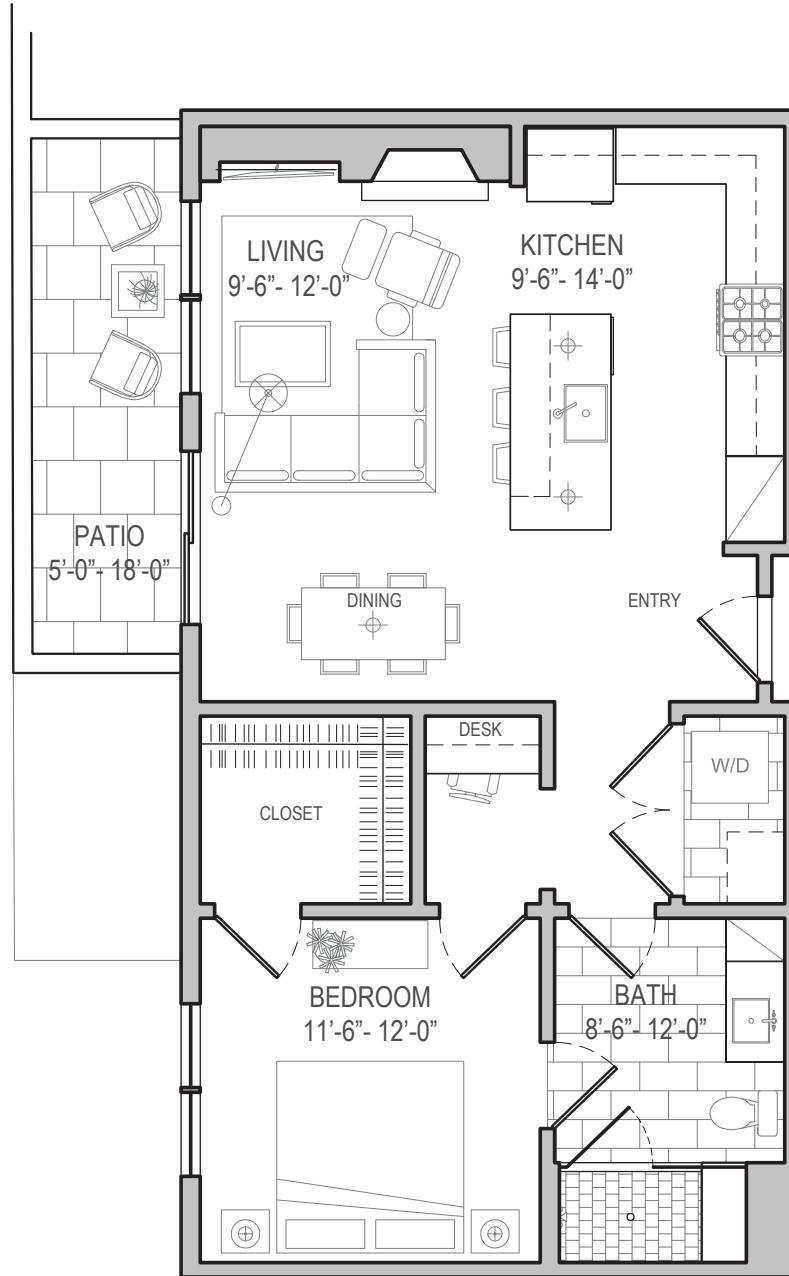 LIVING
9’-6”- 12’-0”
KITCHEN
9’-6”- 14’-0”
PATIO
5’-0”- 18’-0”
DINING
ENTRY
DESK
W/D
CLOSET
BEDROOM
11’-6”- 12’-0”
BATH
8’-6”- 12’-0”